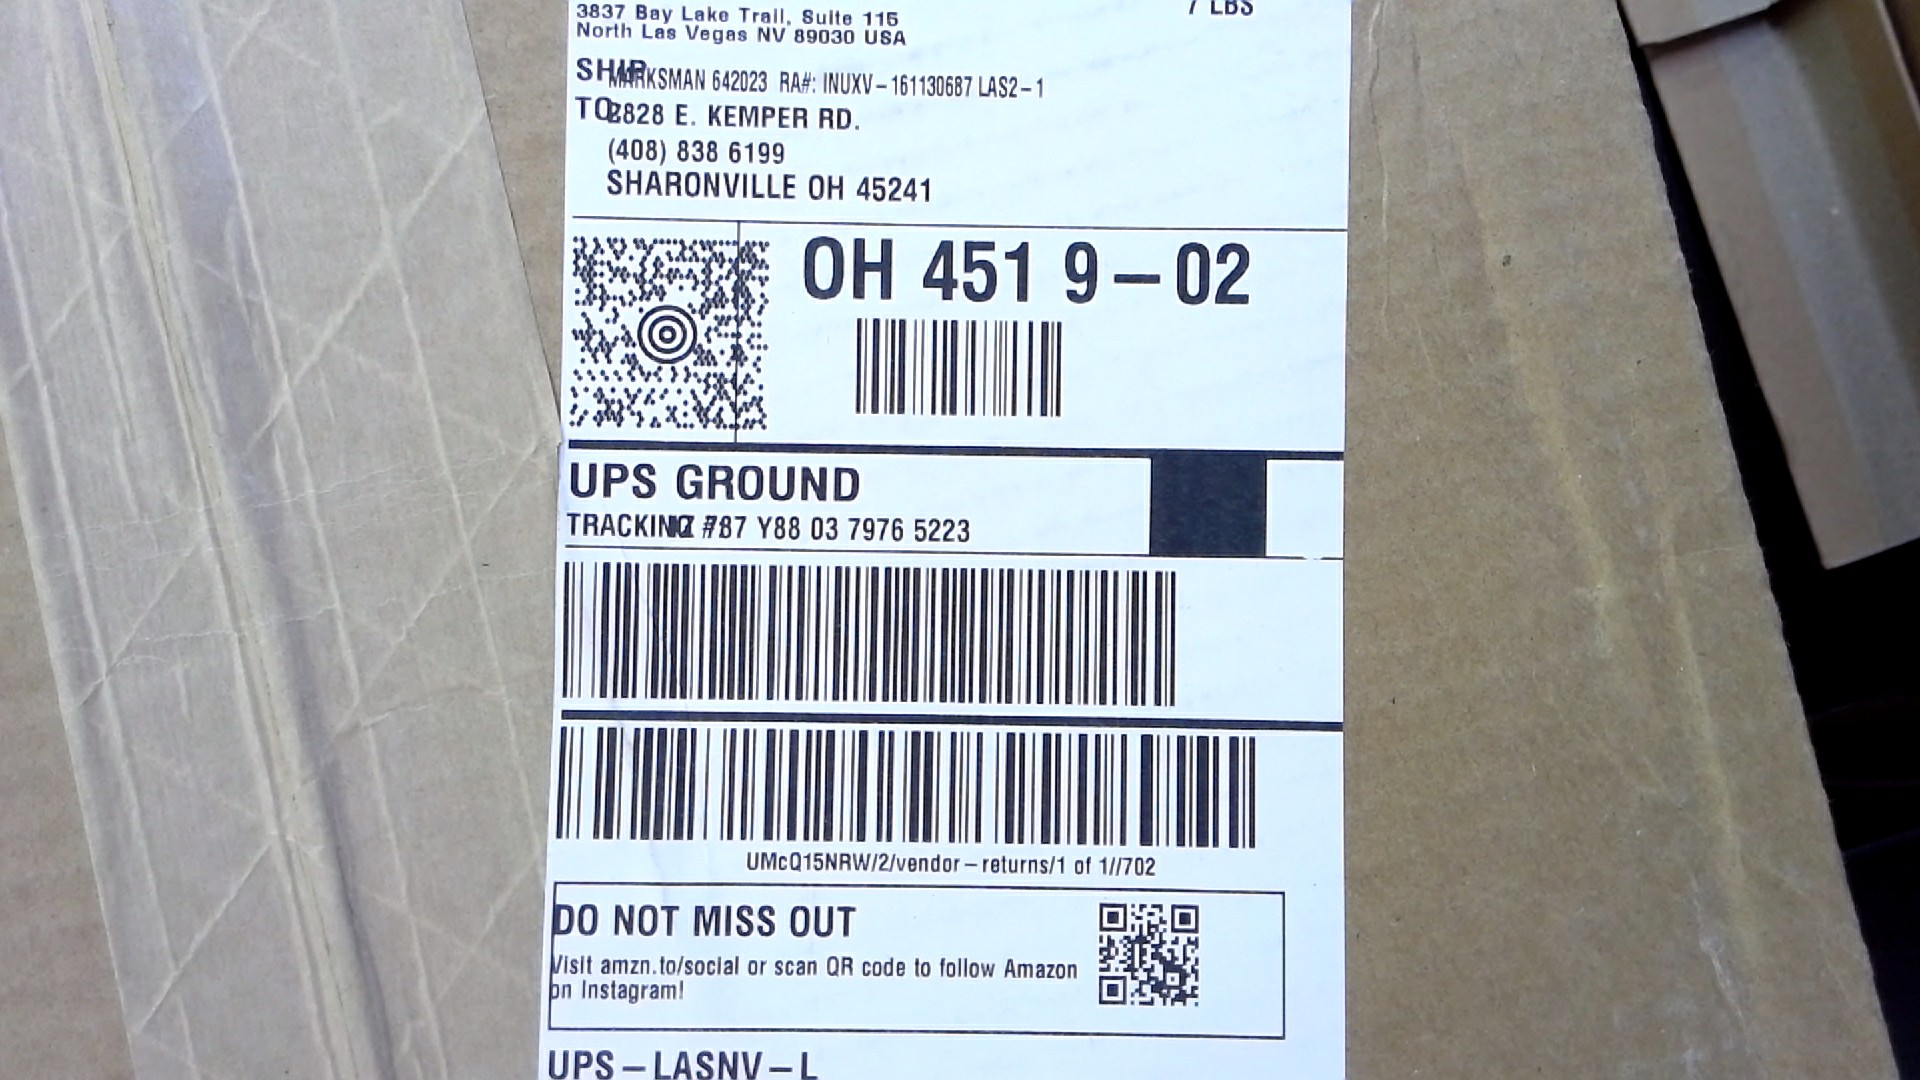 3837 Bay Lake Trail, Suite 115
7 LBS
North Las Vegas NV 89030 USA
SHIP
MARKSMAN 642023 RA#: INUXV-161130687 LAS2-1
TO:
2828 E. KEMPER RD.
(408) 838 6199
SHARONVILLE OH 45241
OH 451 9-02
UPS GROUND
TRACKING #: 1Z 787 Y88 03 7976 5223
UMcQ15NRW/2/vendor-returns/1 of 1//702
DO NOT MISS OUT
Visit amzn.to/social or scan QR code to follow Amazon
on Instagram!
UPS-LASNV-L